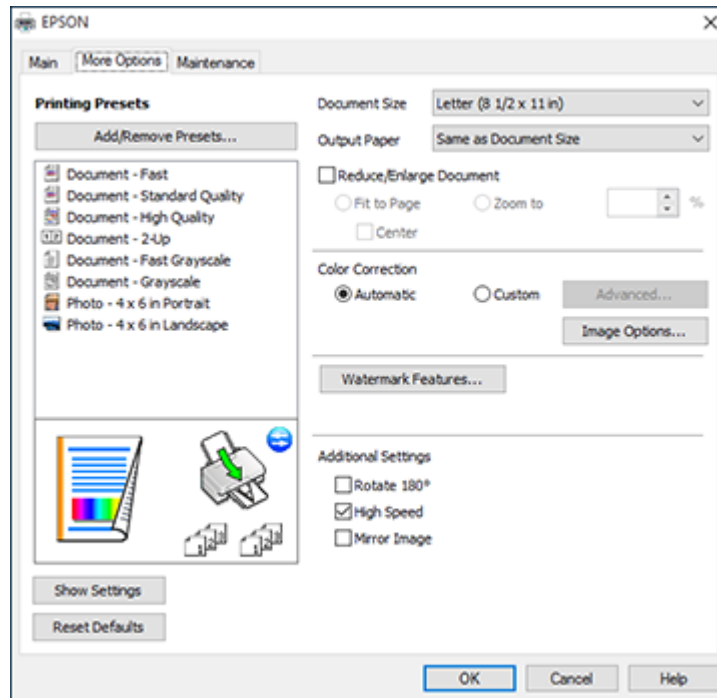 EPSON
Main
More Options
Maintenance
Printing Presets
Add/Remove Presets...
Document - Fast
Document - Standard Quality
Document - High Quality
Document - 2-Up
Document - Fast Grayscale
Document - Grayscale
Photo - 4 x 6 in Portrait
Photo - 4 x 6 in Landscape
Show Settings
Reset Defaults
Document Size
Letter (8 1/2 x 11 in)
Output Paper
Same as Document Size
Reduce/Enlarge Document
Fit to Page
Zoom to
%
Center
Color Correction
Automatic
Custom
Advanced...
Image Options...
Watermark Features...
Additional Settings
Rotate 180°
High Speed
Mirror Image
OK
Cancel
Help